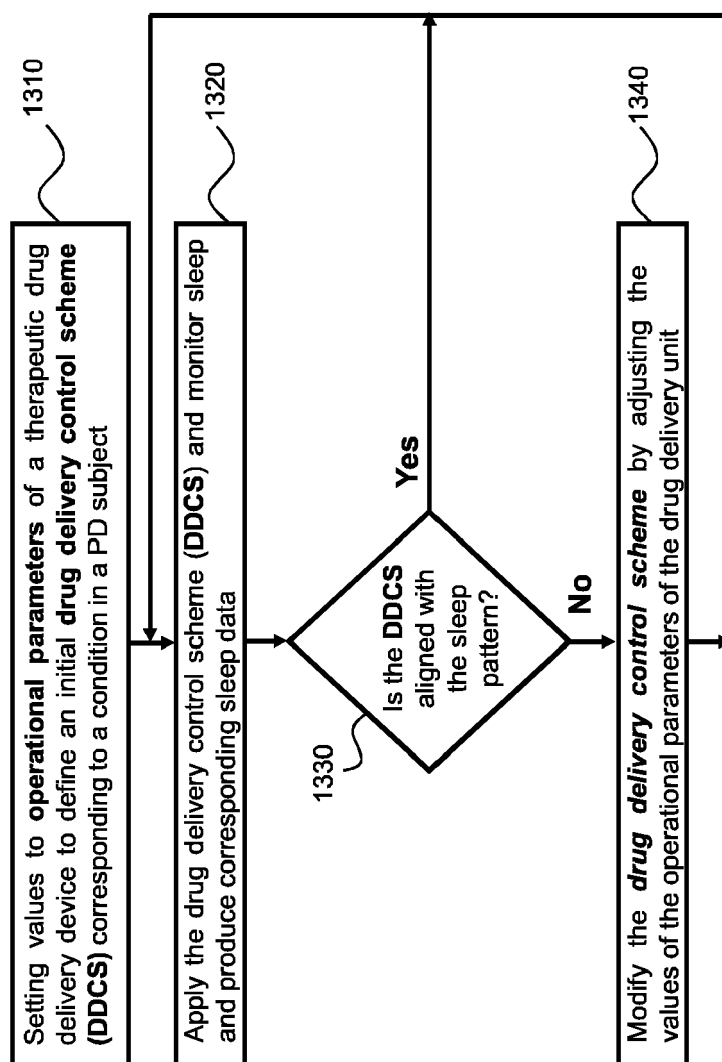 Setting values to operational parameters of a therapeutic drug
delivery device to define an initial drug delivery control scheme
(DDCS) corresponding to a condition in a PD subject
1310
Apply the drug delivery control scheme (DDCS) and monitor sleep
and produce corresponding sleep data
1320
Is the DDCS
aligned with
the sleep
pattern?
1330
Yes
No
Modify the drug delivery control scheme by adjusting the
values of the operational parameters of the drug delivery unit
1340